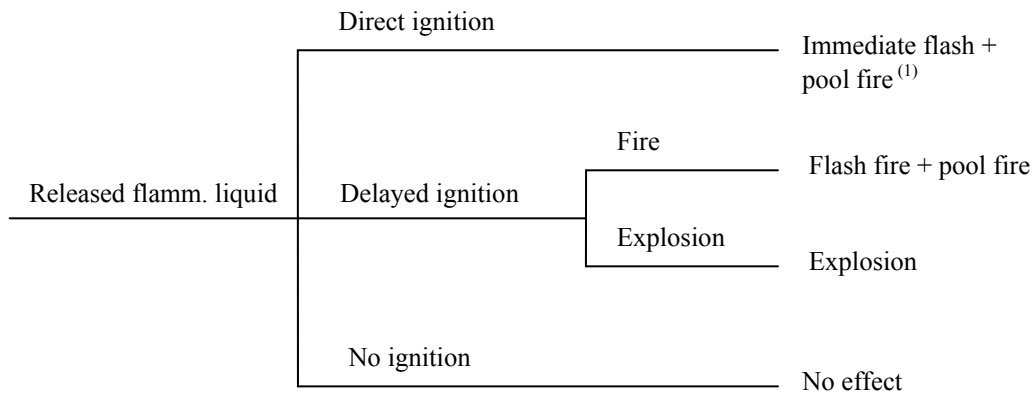 Direct ignition
Immediate flash +
pool fire (1)
Fire
Flash fire + pool fire
Released flamm. liquid
Delayed ignition
Explosion
Explosion
No ignition
No effect